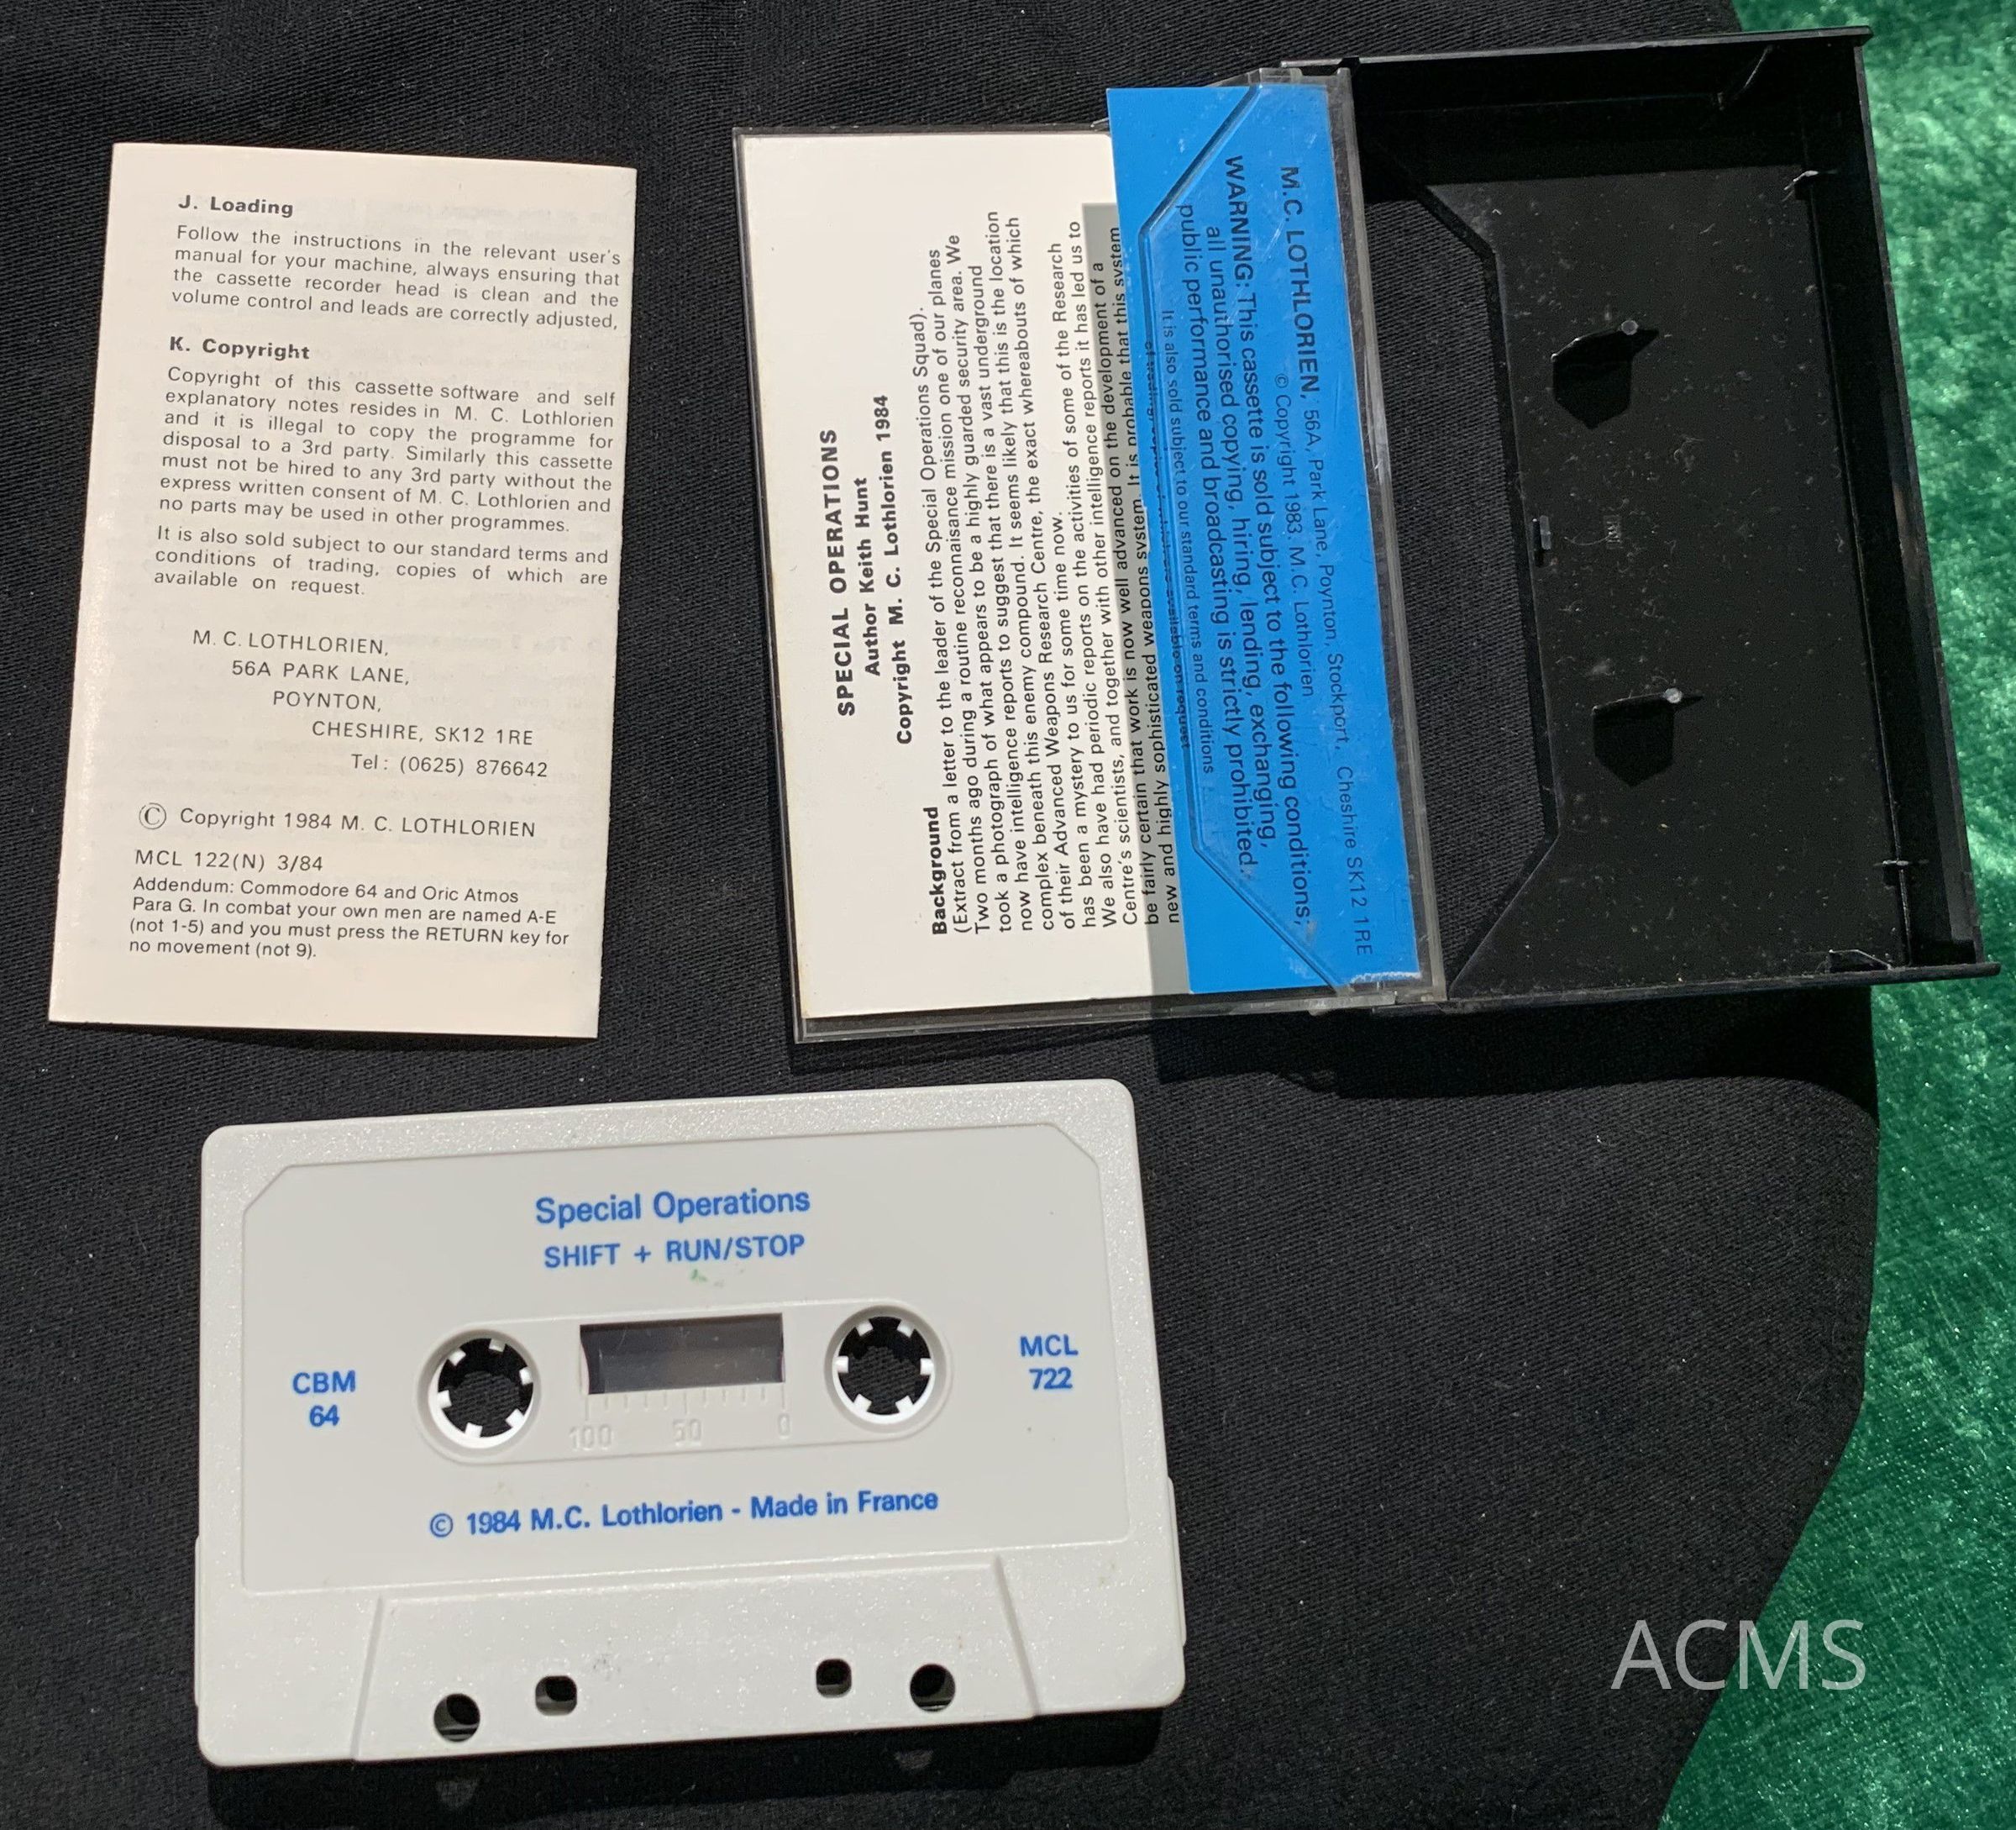 J. Loading
Follow the instructions in the relevant user's
manual for your machine, always ensuring that
the cassette recorder head is clean and the
volume control and leads are correctly adjusted,
K. Copyright
Copyright of this cassette software and self
explanatory notes resides in M. C. Lothlorien
and it is illegal to copy the programme for
disposal to a 3rd party. Similarly this cassette
must not be hired to any 3rd party without the
express written consent of M. C. Lothlorien and
no parts may be used in other programmes.
It is also sold subject to our standard terms and
conditions of trading, copies of which are
available on request.
M. C. LOTHLORIEN,
56A PARK LANE,
POYNTON,
CHESHIRE, SK12 1RE
Tel: (0625) 876642
© Copyright 1984 M. C. LOTHLORIEN
MCL 122(N) 3/84
Addendum: Commodore 64 and Oric Atmos
Para G. In combat your own men are named A-E
(not 1-5) and you must press the RETURN key for
no movement (not 9).
SPECIAL OPERATIONS
Author Keith Hunt
Copyright M. C. Lothlorien 1984
Background
(Extract from a letter to the leader of the Special Operations Squad).
Two months ago during a routine reconnaisance mission one of our planes
took a photograph of what appears to be a highly guarded security area. We
now have intelligence reports to suggest that there is a vast underground
complex beneath this enemy compound. It seems likely that this is the location
of their Advanced Weapons Research Centre, the exact whereabouts of which
has been a mystery to us for some time now.
We also have had periodic reports on the activities of some of the Research
Centre's scientists, and together with other intelligence reports it has led us to
be fairly certain that work is now well advanced on the development of a
new and highly sophisticated weapons system. It is probable that this system
M.C. LOTHLORIEN, 56A, Park Lane, Poynton, Stockport, Cheshire SK12 1RE
© Copyright 1983 M.C. Lothlorien
WARNING: This cassette is sold subject to the following conditions;
all unauthorised copying, hiring, lending, exchanging,
public performance and broadcasting is strictly prohibited.
It is also sold subject to our standard terms and conditions
Special Operations
SHIFT + RUN/STOP
CBM
64
MCL
722
100 50 0
© 1984 M.C. Lothlorien - Made in France
ACMS